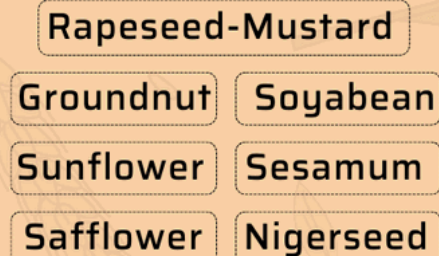 Rapeseed-Mustard
Groundnut Soyabean
Sunflower Sesamum
Safflower Nigerseed